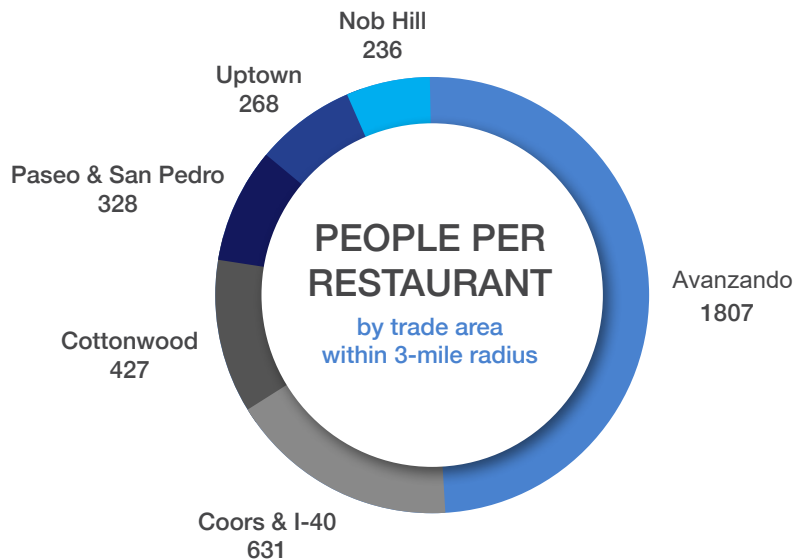 Nob Hill
236
Uptown
268
Paseo & San Pedro
328
PEOPLE PER
RESTAURANT
by trade area
within 3-mile radius
Avanzando
1807
Cottonwood
427
Coors & I-40
631